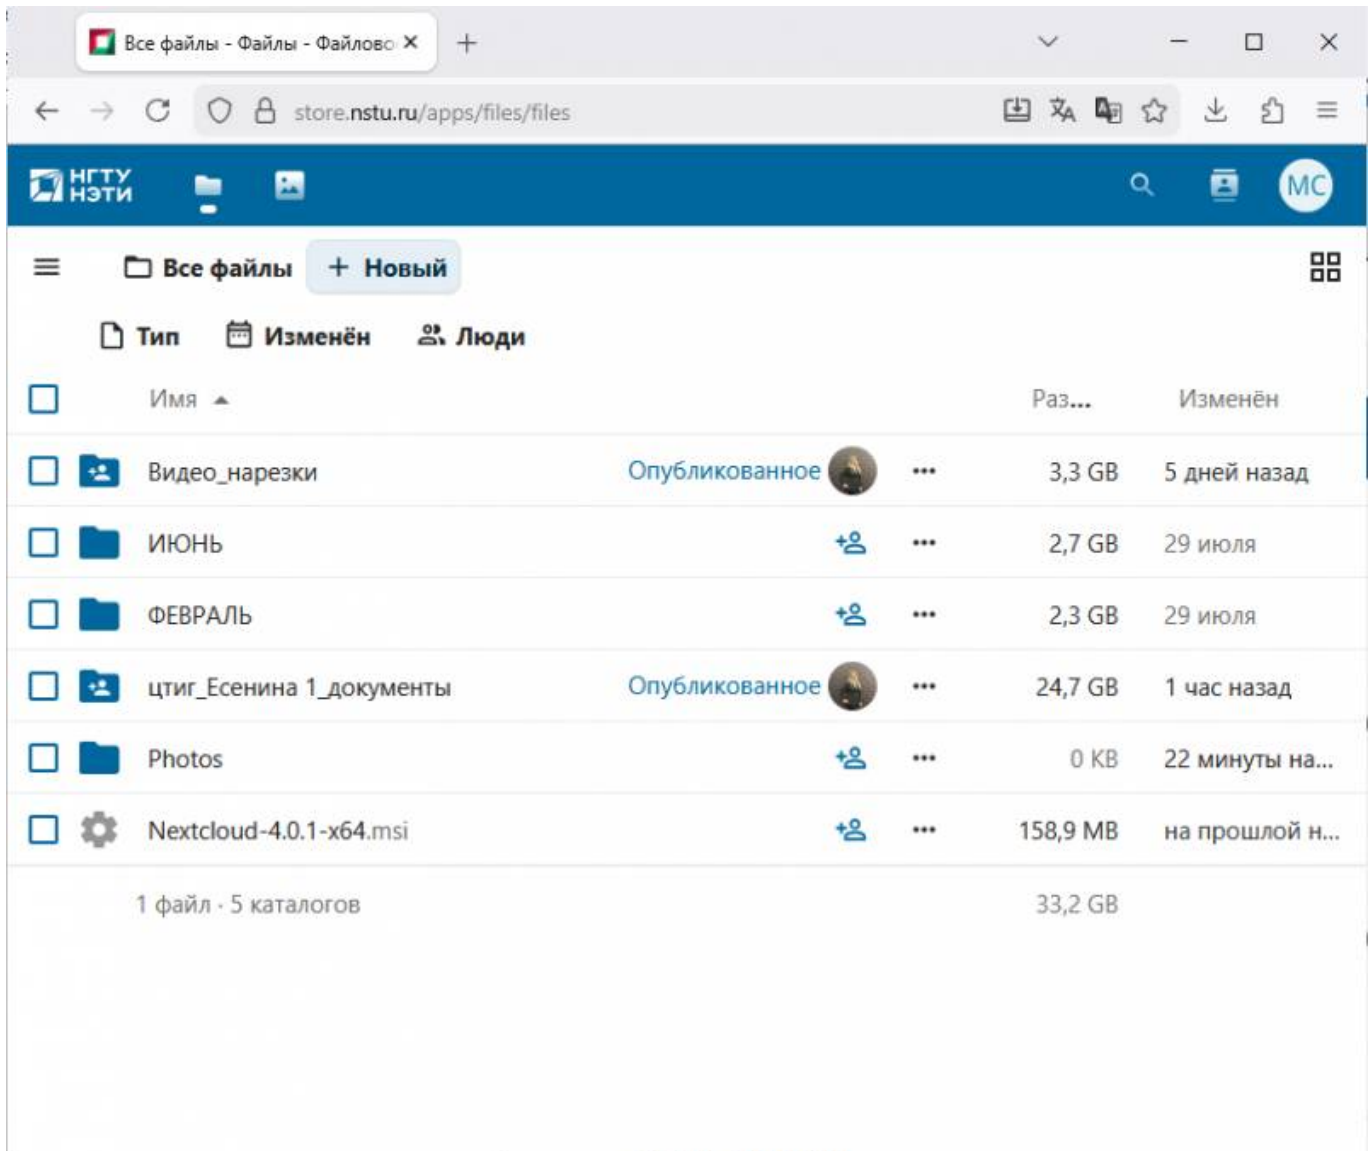 Все файлы - Файлы - Файлово
store.nstu.ru/apps/files/files
НГТУ
НЭТИ
МС
Все файлы + Новый
Тип Изменён Люди
Имя Раз... Изменён
Видео_нарезки Опубликованное 3,3 GB 5 дней назад
ИЮНЬ 2,7 GB 29 июля
ФЕВРАЛЬ 2,3 GB 29 июля
цтиг_Есенина 1_документы Опубликованное 24,7 GB 1 час назад
Photos 0 KB 22 минуты на...
Nextcloud-4.0.1-x64.msi 158,9 MB на прошлой н...
1 файл · 5 каталогов 33,2 GB